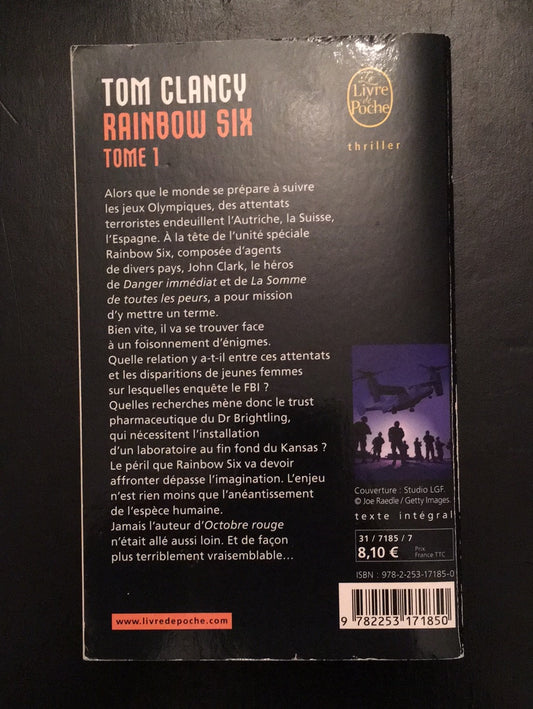 TOM CLANCY
RAINBOW SIX
TOME 1
Le
Livre
de
Poche
thriller
Alors que le monde se prépare à suivre
les jeux Olympiques, des attentats
terroristes endeuillent l'Autriche, la Suisse,
l'Espagne. À la tête de l'unité spéciale
Rainbow Six, composée d'agents
de divers pays, John Clark, le héros
de Danger immédiat et de La Somme
de toutes les peurs, a pour mission
d'y mettre un terme.
Bien vite, il va se trouver face
à un foisonnement d'énigmes.
Quelle relation y a-t-il entre ces attentats
et les disparitions de jeunes femmes
sur lesquelles enquête le FBI ?
Quelles recherches mène donc le trust
pharmaceutique du Dr Brightling,
qui nécessitent l'installation
d'un laboratoire au fin fond du Kansas ?
Le péril que Rainbow Six va devoir
affronter dépasse l'imagination. L'enjeu
n'est rien moins que l'anéantissement
de l'espèce humaine.
Jamais l'auteur d'Octobre rouge
n'était allé aussi loin. Et de façon
plus terriblement vraisemblable...
www.livredepoche.com
Couverture : Studio LGF.
© Joe Raedle / Getty Images.
texte intégral
31 / 7185 / 7
8,10 € Prix
France TTC
ISBN : 978-2-253-17185-0
9 782253 171850